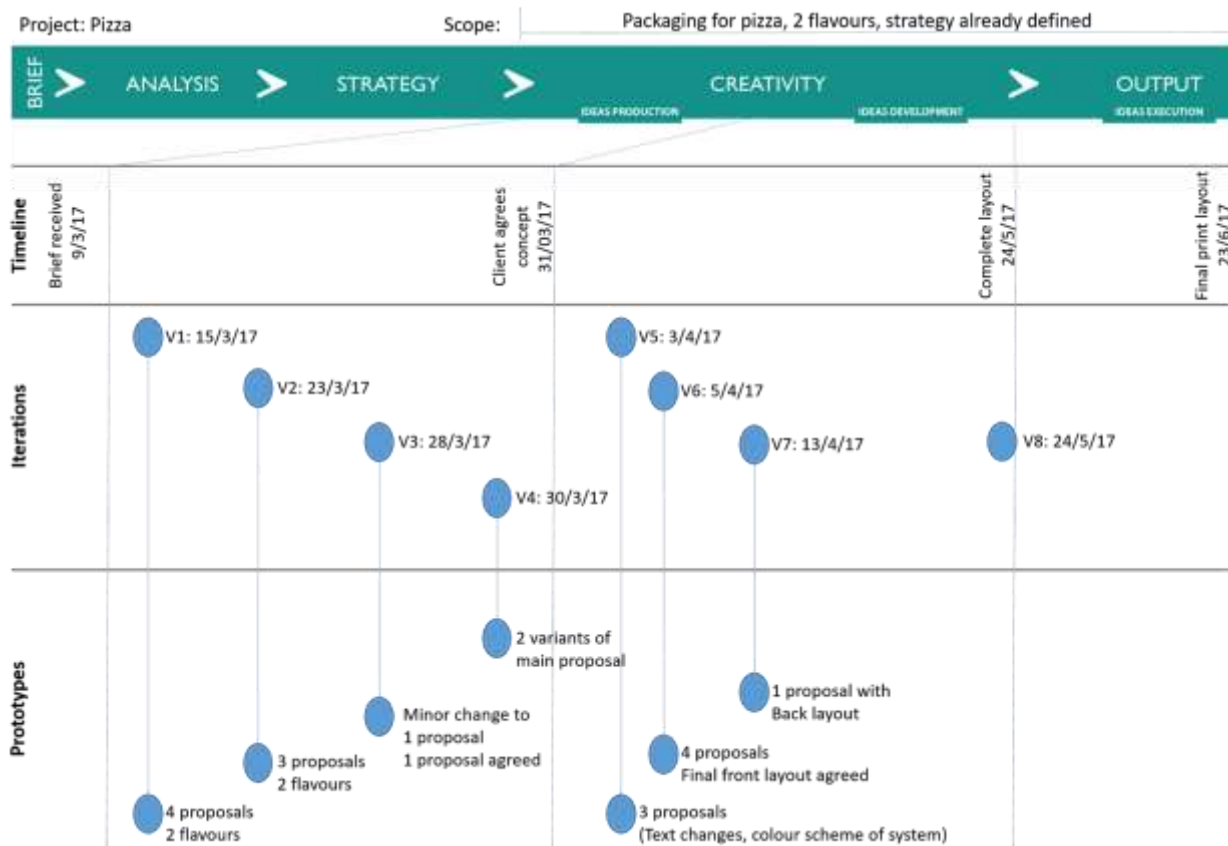 Project: Pizza
Scope:
Packaging for pizza, 2 flavours, strategy already defined
BRIEF
ANALYSIS
STRATEGY
CREATIVITY
OUTPUT
IDEAS PRODUCTION
IDEAS DEVELOPMENT
IDEAS EXECUTION
Timeline
Brief received
9/3/17
Client agrees
concept
31/03/17
Complete layout
24/5/17
Final print layout
23/6/17
Iterations
V1: 15/3/17
V2: 23/3/17
V3: 28/3/17
V4: 30/3/17
V5: 3/4/17
V6: 5/4/17
V7: 13/4/17
V8: 24/5/17
Prototypes
4 proposals
2 flavours
3 proposals
2 flavours
Minor change to
1 proposal
1 proposal agreed
2 variants of
main proposal
3 proposals
(Text changes, colour scheme of system)
4 proposals
Final front layout agreed
1 proposal with
Back layout